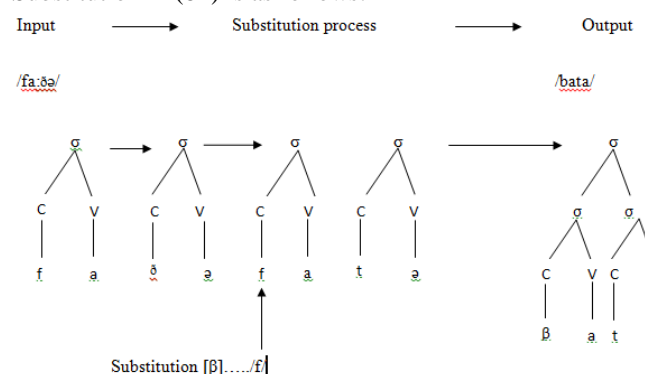 Input Substitution process Output
/fa:ðə/ /bata/
σ σ σ σ σ
C V C V C V C V σ σ
f a ð ə f a t ə C V C
β a t
Substitution [β]...../f/